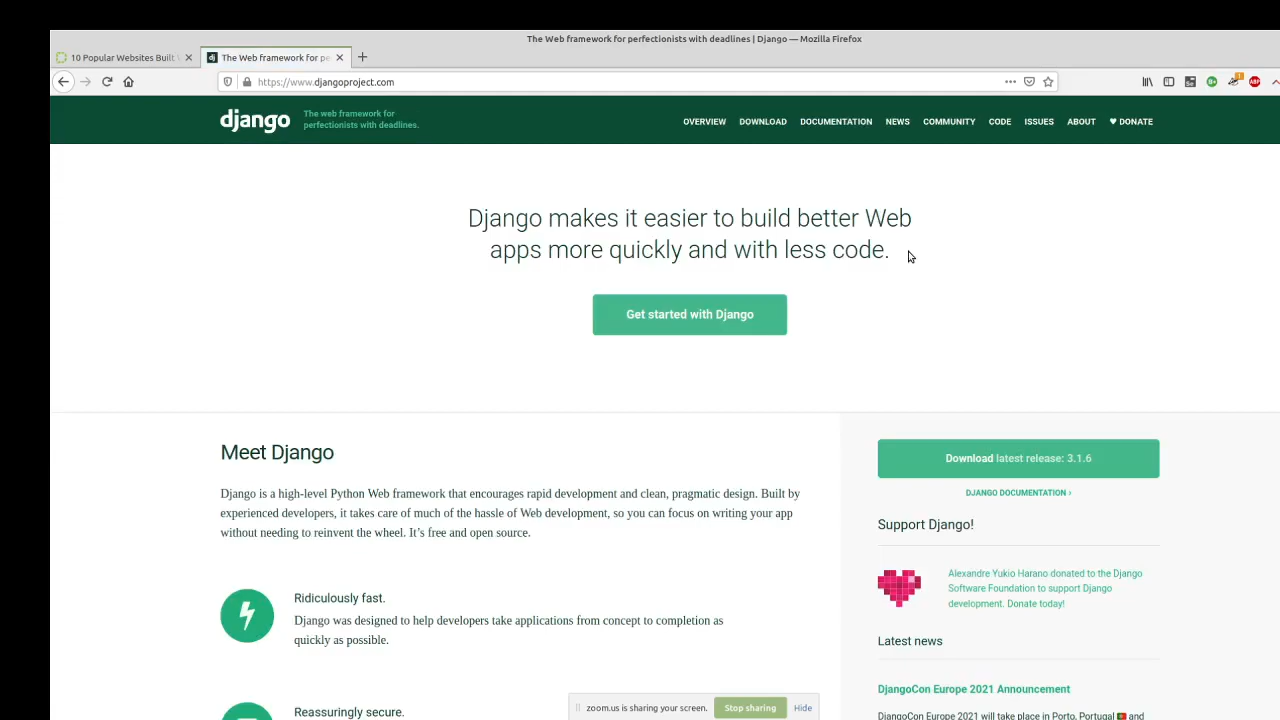 The Web framework for perfectionists with deadlines | Django — Mozilla Firefox
10 Popular Websites Built
The Web framework for pe
https://www.djangoproject.com
django
The web framework for
perfectionists with deadlines.
OVERVIEW DOWNLOAD DOCUMENTATION NEWS COMMUNITY CODE ISSUES ABOUT ♥ DONATE
Django makes it easier to build better Web
apps more quickly and with less code.
Get started with Django
Meet Django
Django is a high-level Python Web framework that encourages rapid development and clean, pragmatic design. Built by
experienced developers, it takes care of much of the hassle of Web development, so you can focus on writing your app
without needing to reinvent the wheel. It’s free and open source.
Ridiculously fast.
Django was designed to help developers take applications from concept to completion as
quickly as possible.
Reassuringly secure.
Download latest release: 3.1.6
DJANGO DOCUMENTATION ›
Support Django!
Alexandre Yukio Harano donated to the Django
Software Foundation to support Django
development. Donate today!
Latest news
DjangoCon Europe 2021 Announcement
DjangoCon Europe 2021 will take place in Porto, Portugal 🇵🇹 and
zoom.us is sharing your screen. Stop sharing Hide